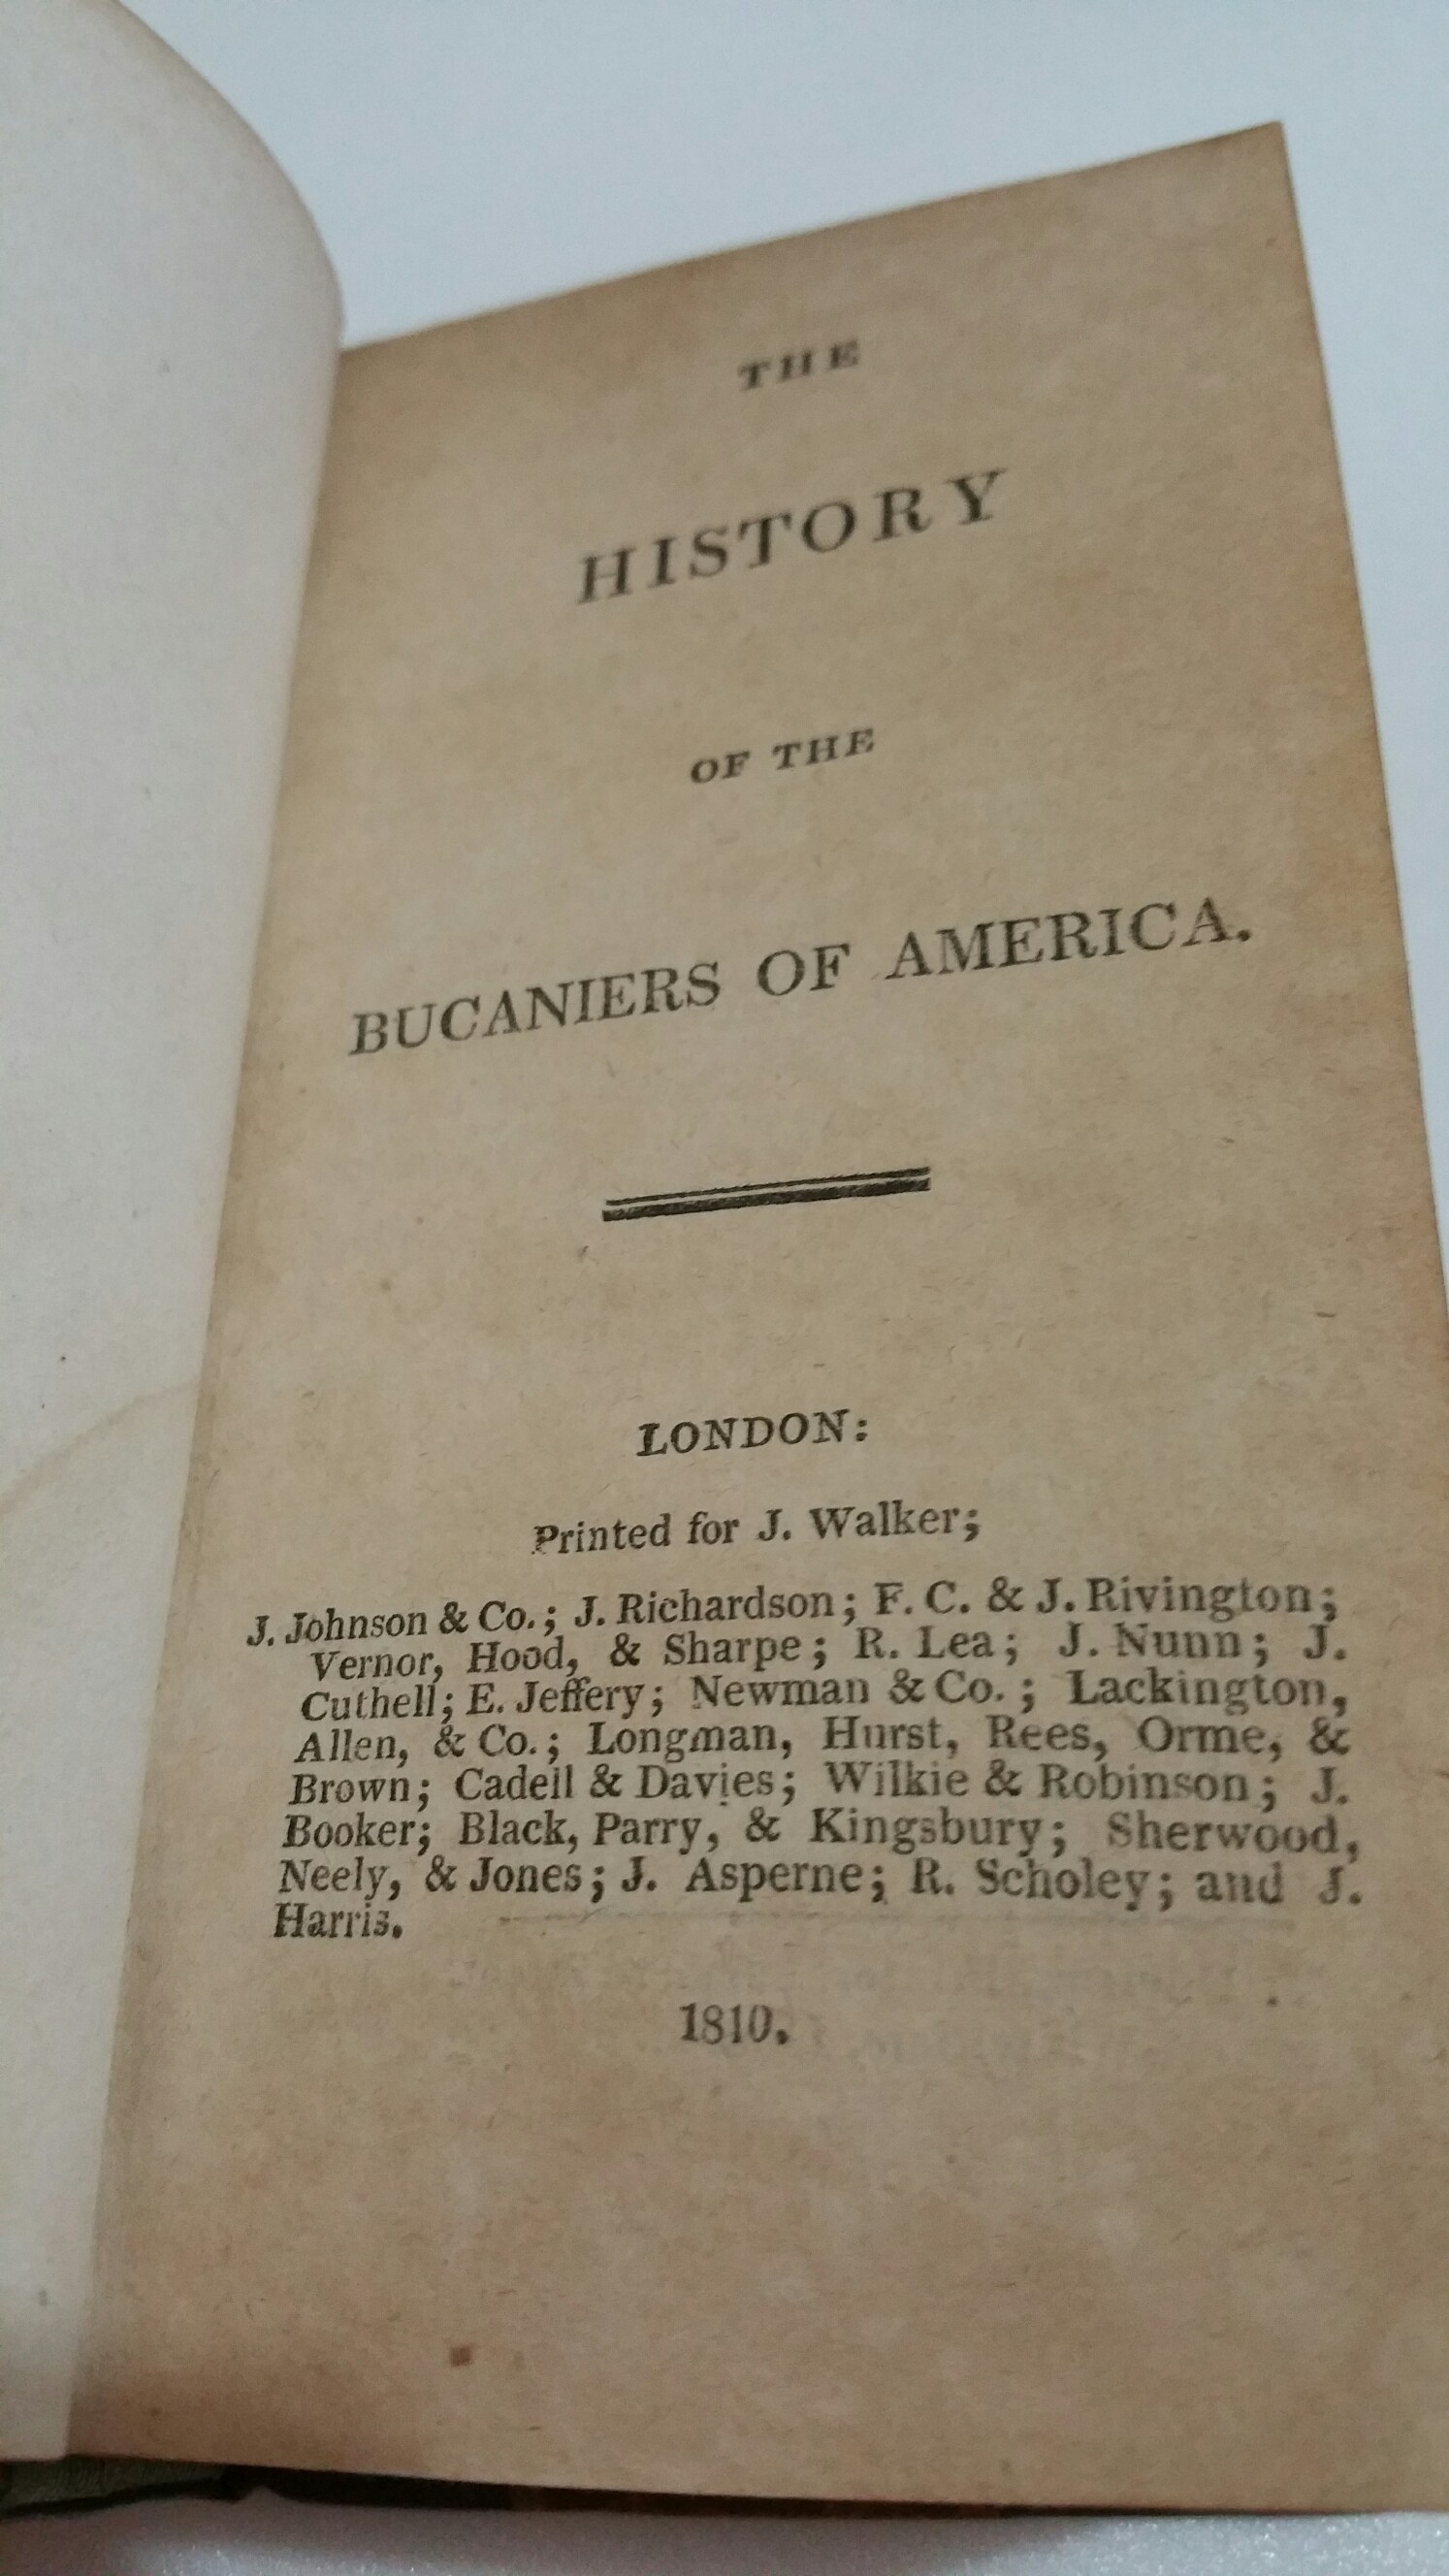 THE
HISTORY
OF THE
BUCANIERS OF AMERICA.
LONDON:
Printed for J. Walker;
J. Johnson & Co.; J. Richardson; F. C. & J. Rivington;
Vernor, Hood, & Sharpe; R. Lea; J. Nunn; J.
Cuthell; E. Jeffery; Newman & Co.; Lackington,
Allen, & Co.; Longman, Hurst, Rees, Orme, &
Brown; Cadell & Davies; Wilkie & Robinson; J.
Booker; Black, Parry, & Kingsbury; Sherwood,
Neely, & Jones; J. Asperne; R. Scholey; and J.
Harris.
1810.